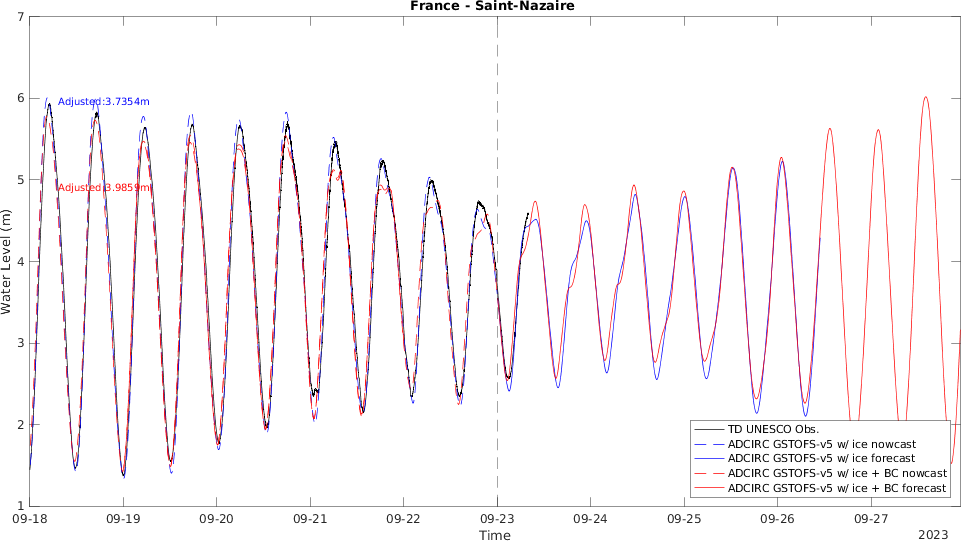 France - Saint-Nazaire
7
6
5
4
3
2
1
Water Level (m)
Adjusted:3.7354m
Adjusted:3.9859m
TD UNESCO Obs.
ADCIRC GSTOFS-v5 w/ ice nowcast
ADCIRC GSTOFS-v5 w/ ice forecast
ADCIRC GSTOFS-v5 w/ ice + BC nowcast
ADCIRC GSTOFS-v5 w/ ice + BC forecast
09-18 09-19 09-20 09-21 09-22 09-23 09-24 09-25 09-26 09-27
Time
2023